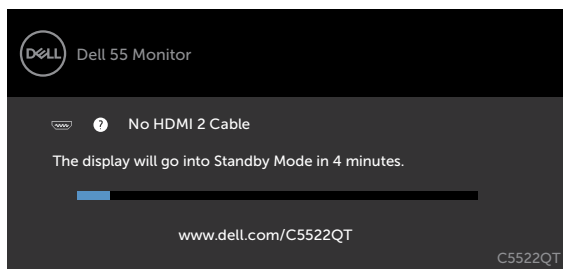 DELL
Dell 55 Monitor
? No HDMI 2 Cable
The display will go into Standby Mode in 4 minutes.
www.dell.com/C5522QT
C5522QT